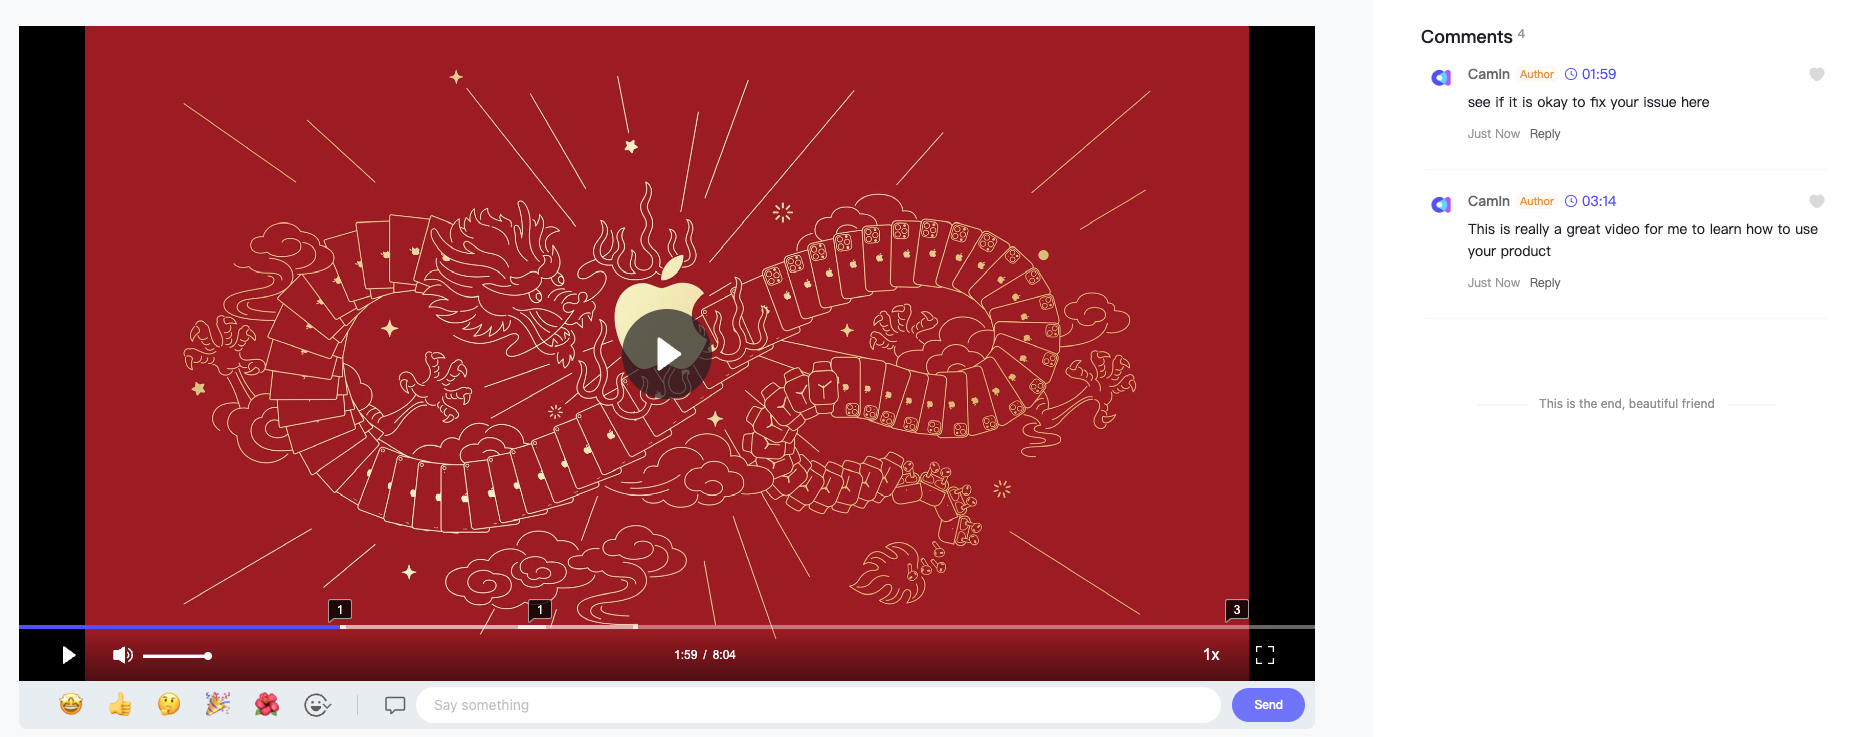 Comments 4
CamIn Author 01:59
see if it is okay to fix your issue here
Just Now Reply
CamIn Author 03:14
This is really a great video for me to learn how to use
your product
Just Now Reply
This is the end, beautiful friend
1 1 3
1:59 / 8:04 1x
Say something Send